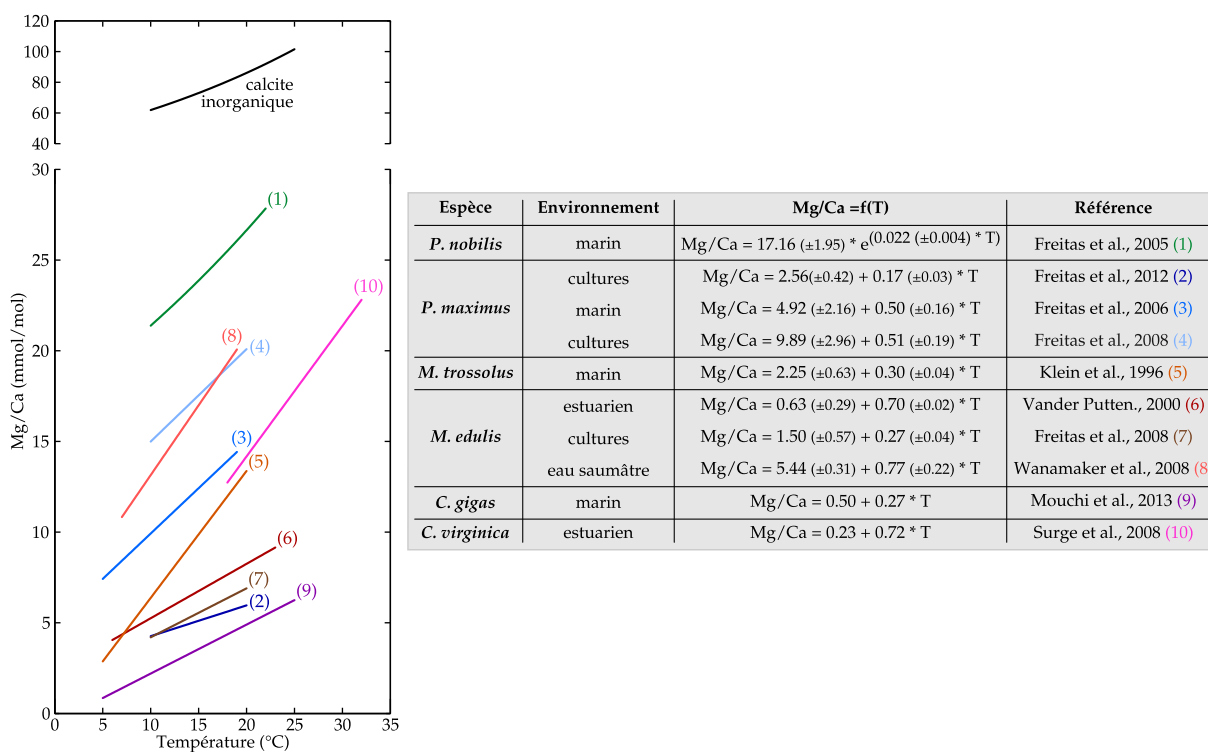 120
100
80
60
40
calcite
inorganique
30
25
20
15
10
5
0
Mg/Ca (mmol/mol)
(1)
(10)
(8)
(4)
(3)
(5)
(6)
(7)
(2)
(9)
0 5 10 15 20 25 30 35
Température (°C)
Espèce Environnement Mg/Ca =f(T) Référence
P. nobilis marin Mg/Ca = 17.16 (±1.95) * e(0.022 (±0.004) * T) Freitas et al., 2005 (1)
cultures Mg/Ca = 2.56(±0.42) + 0.17 (±0.03) * T Freitas et al., 2012 (2)
P. maximus marin Mg/Ca = 4.92 (±2.16) + 0.50 (±0.16) * T Freitas et al., 2006 (3)
cultures Mg/Ca = 9.89 (±2.96) + 0.51 (±0.19) * T Freitas et al., 2008 (4)
M. trossolus marin Mg/Ca = 2.25 (±0.63) + 0.30 (±0.04) * T Klein et al., 1996 (5)
estuarien Mg/Ca = 0.63 (±0.29) + 0.70 (±0.02) * T Vander Putten., 2000 (6)
M. edulis cultures Mg/Ca = 1.50 (±0.57) + 0.27 (±0.04) * T Freitas et al., 2008 (7)
eau saumâtre Mg/Ca = 5.44 (±0.31) + 0.77 (±0.22) * T Wanamaker et al., 2008 (8
C. gigas marin Mg/Ca = 0.50 + 0.27 * T Mouchi et al., 2013 (9)
C. virginica estuarien Mg/Ca = 0.23 + 0.72 * T Surge et al., 2008 (10)